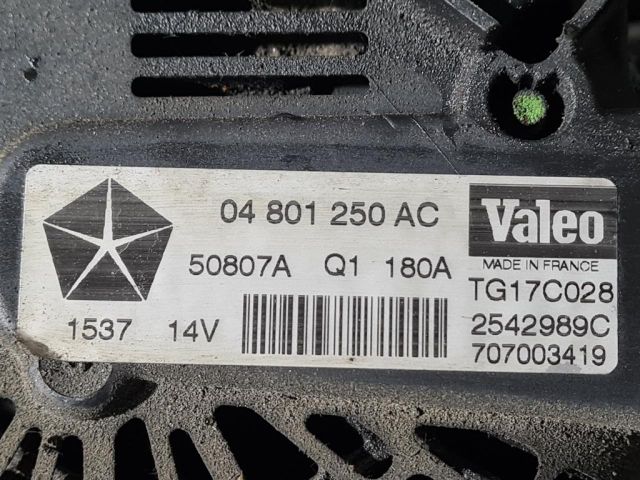 04 801 250 AC
50807A Q1 180A
1537 14V
Valeo
MADE IN FRANCE
TG17C028
2542989C
707003419